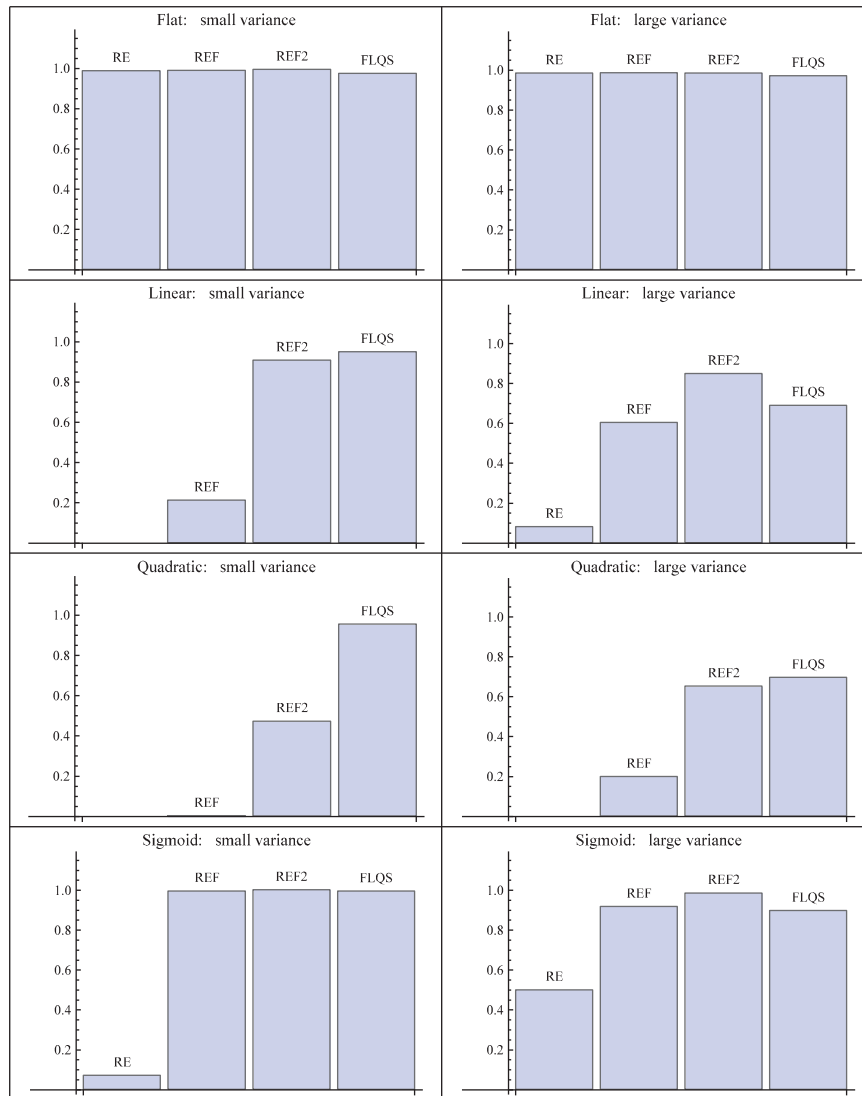 Flat: small variance
RE REF REF2 FLQS
1.0
0.8
0.6
0.4
0.2
Flat: large variance
RE REF REF2 FLQS
1.0
0.8
0.6
0.4
0.2
Linear: small variance
FLQS
REF2
REF
1.0
0.8
0.6
0.4
0.2
Linear: large variance
REF2
FLQS
REF
RE
1.0
0.8
0.6
0.4
0.2
Quadratic: small variance
FLQS
REF2
REF
1.0
0.8
0.6
0.4
0.2
Quadratic: large variance
FLQS
REF2
REF
1.0
0.8
0.6
0.4
0.2
Sigmoid: small variance
REF REF2 FLQS
RE
1.0
0.8
0.6
0.4
0.2
Sigmoid: large variance
REF2
REF
FLQS
RE
1.0
0.8
0.6
0.4
0.2